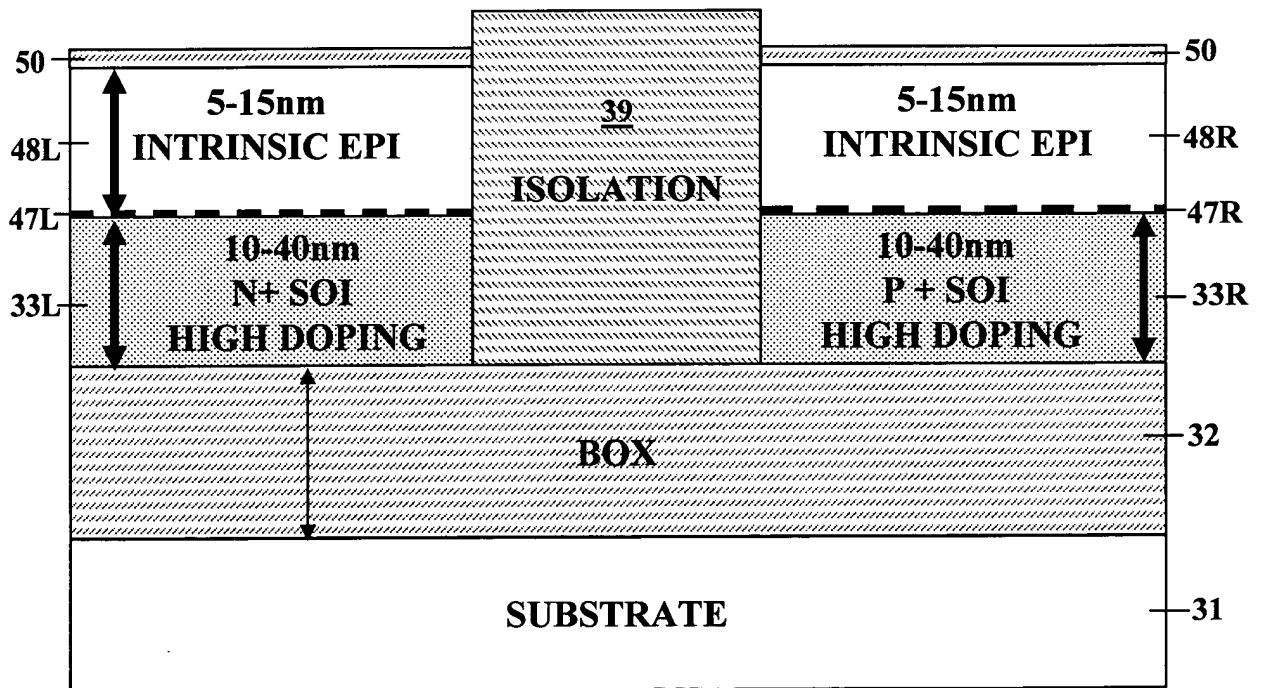 50
5-15nm
INTRINSIC EPI
48L
47L
10-40nm
N+ SOI
HIGH DOPING
33L
39
ISOLATION
50
5-15nm
INTRINSIC EPI
48R
47R
10-40nm
P + SOI
HIGH DOPING
33R
BOX
32
SUBSTRATE
31